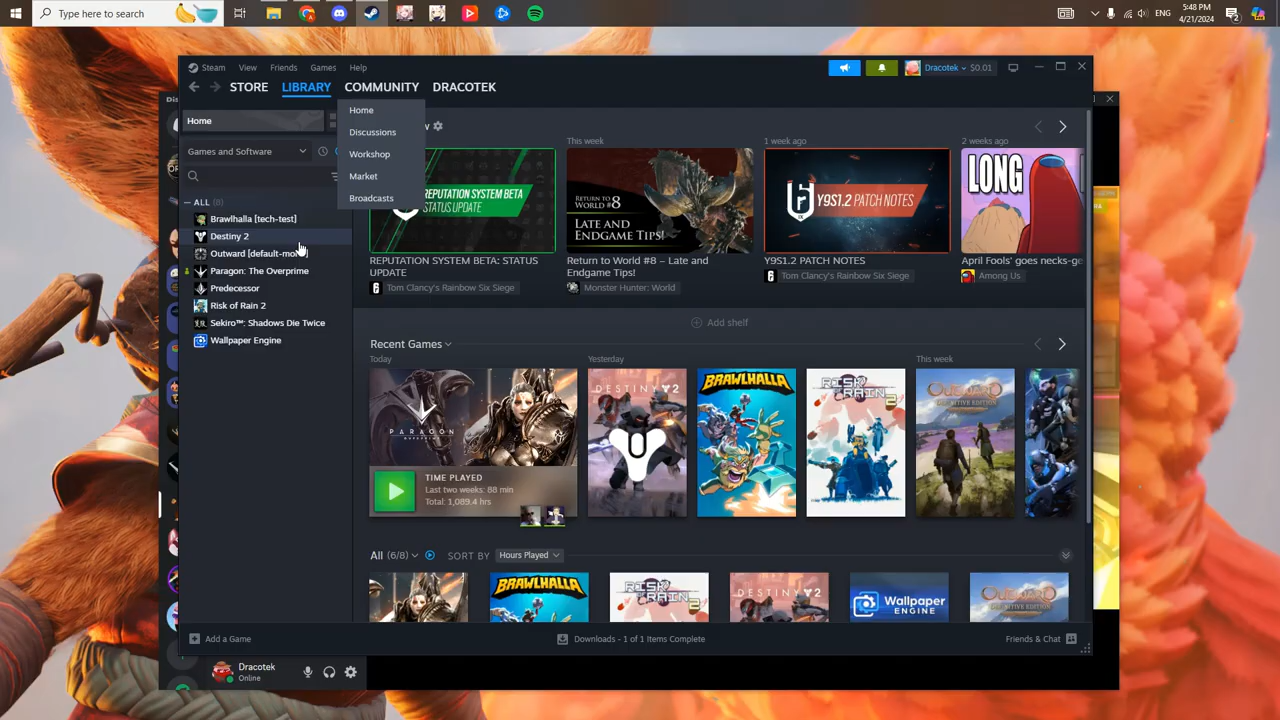 Type here to search
ENG
5:48 PM
4/21/2024
2
Steam View Friends Games Help
Dracotek $0.01
STORE LIBRARY COMMUNITY DRACOTEK
Home
Discussions
Workshop
Market
Broadcasts
Home
Games and Software
ALL (8)
Brawlhalla [tech-test]
Destiny 2
Paragon: The Overprime
Predecessor
Risk of Rain 2
Sekiro™: Shadows Die Twice
Wallpaper Engine
This week
1 week ago
2 weeks ago
REPUTATION SYSTEM BETA
STATUS UPDATE
RETURN TO
WORLD #8
LATE AND
ENDGAME TIPS!
Y9S1.2 PATCH NOTES
LONG
REPUTATION SYSTEM BETA: STATUS
UPDATE
Tom Clancy's Rainbow Six Siege
Return to World #8 – Late and
Endgame Tips!
Monster Hunter: World
Y9S1.2 PATCH NOTES
Tom Clancy's Rainbow Six Siege
April Fools' goes necks-ge
Among Us
Add shelf
Recent Games
Today
Yesterday
This week
PARAGON
DESTINY 2
BRAWLHALLA
RISK OF RAIN 2
OUTWARD
DEFINITIVE EDITION
TIME PLAYED
Last two weeks: 88 min
Total: 1,089.4 hrs
All (6/8) SORT BY Hours Played
BRAWLHALLA
RISK OF RAIN 2
DESTINY 2
Wallpaper
ENGINE
OUTWARD
DEFINITIVE EDITION
Add a Game
Downloads - 1 of 1 Items Complete
Friends & Chat
Dracotek
Online